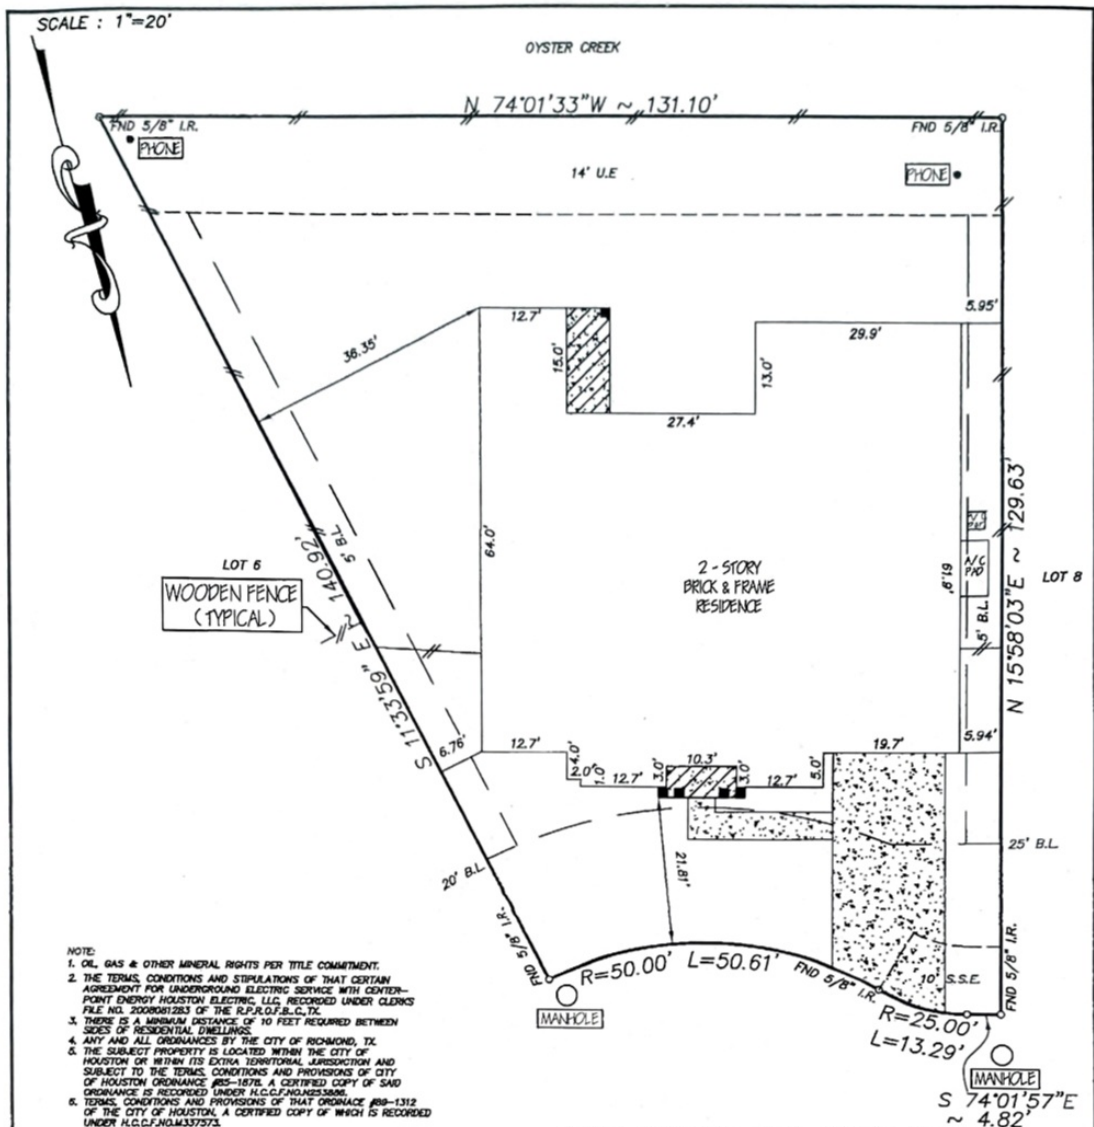 SCALE : 1"=20'
OYSTER CREEK
N 74°01'33"W ~ 131.10'
FND 5/8" I.R.
FND 5/8" I.R.
PHONE
14' U.E
PHONE
5.95'
12.7'
29.9'
36.35'
15.0'
13.0'
27.4'
N 15°58'03"E ~ 129.63'
64.0'
5' B.L.
S 11°33'59" E ~ 140.92'
LOT 6
WOODEN FENCE
(TYPICAL)
2 - STORY
BRICK & FRAME
RESIDENCE
61.9'
A/C
PAD
A/C
PAD
LOT 8
5' B.L.
6.76'
12.7'
4.0'
2.0'
1.0'
12.7'
3.0'
10.3'
3.0'
12.7'
5.0'
19.7'
5.94'
25' B.L.
20' B.L.
21.81'
FND 5/8" I.R.
R=50.00' L=50.61'
FND 5/8" I.R.
10' S.S.E.
FND 5/8" I.R.
R=25.00'
L=13.29'
MANHOLE
MANHOLE
S 74°01'57"E
~ 4.82'
NOTE:
1. OIL, GAS & OTHER MINERAL RIGHTS PER TITLE COMMITMENT.
2. THE TERMS, CONDITIONS AND STIPULATIONS OF THAT CERTAIN
AGREEMENT FOR UNDERGROUND ELECTRIC SERVICE WITH CENTER-
POINT ENERGY HOUSTON ELECTRIC, LLC, RECORDED UNDER CLERKS
FILE NO. 2008081283 OF THE R.P.R.O.F.B.C.,TX.
3. THERE IS A MINIMUM DISTANCE OF 10 FEET REQUIRED BETWEEN
SIDES OF RESIDENTIAL DWELLINGS.
4. ANY AND ALL ORDINANCES BY THE CITY OF RICHMOND, TX.
5. THE SUBJECT PROPERTY IS LOCATED WITHIN THE CITY OF
HOUSTON OR WITHIN ITS EXTRA TERRITORIAL JURISDICTION AND
SUBJECT TO THE TERMS, CONDITIONS AND PROVISIONS OF CITY
OF HOUSTON ORDINANCE #85-1878. A CERTIFIED COPY OF SAID
ORDINANCE IS RECORDED UNDER H.C.C.F.NO.N253886.
6. TERMS, CONDITIONS AND PROVISIONS OF THAT ORDINACE #89-1312
OF THE CITY OF HOUSTON, A CERTIFIED COPY OF WHICH IS RECORDED
UNDER H.C.C.F.NO.M337573.